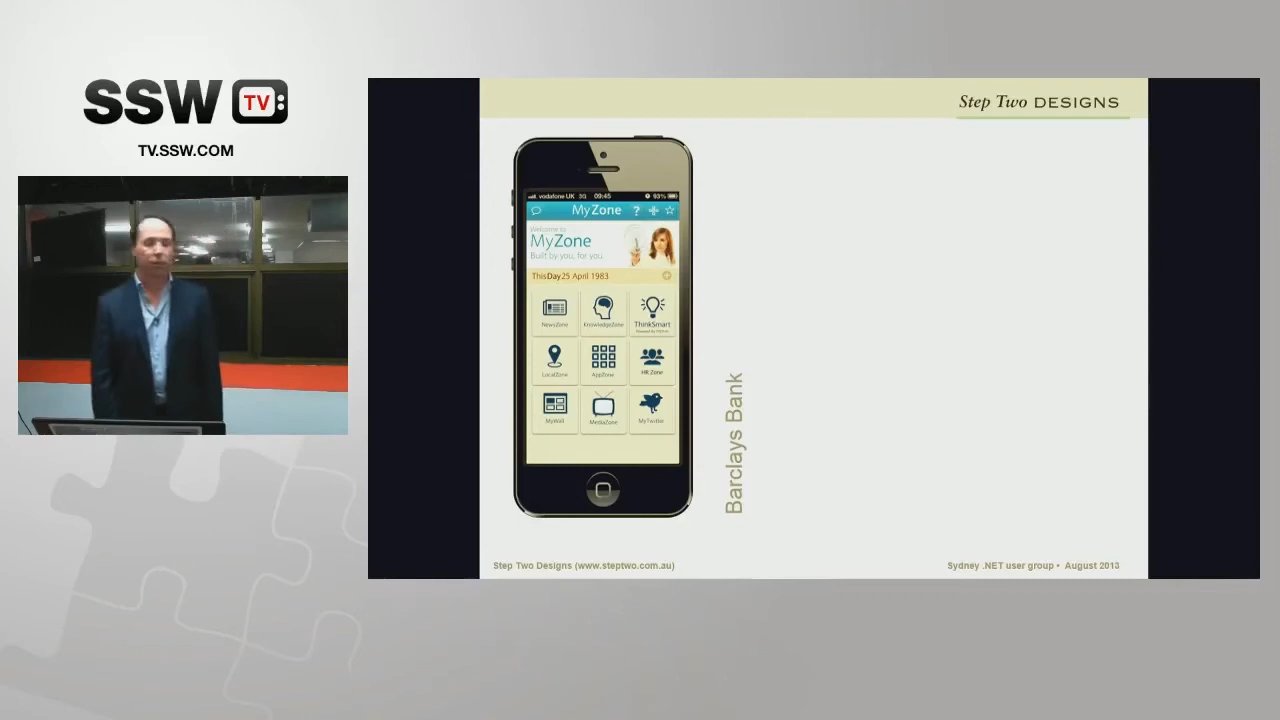 SSW TV
TV.SSW.COM
Step Two DESIGNS
vodafone UK 3G 09:45 93%
MyZone ?
Welcome to
MyZone
Built by you, for you.
ThisDay 25 April 1983
NewsZone KnowledgeZone ThinkSmart
LocalZone AppZone HR Zone
MyWall MediaZone MyTwitter
Barclays Bank
Step Two Designs (www.steptwo.com.au)
Sydney .NET user group • August 2013